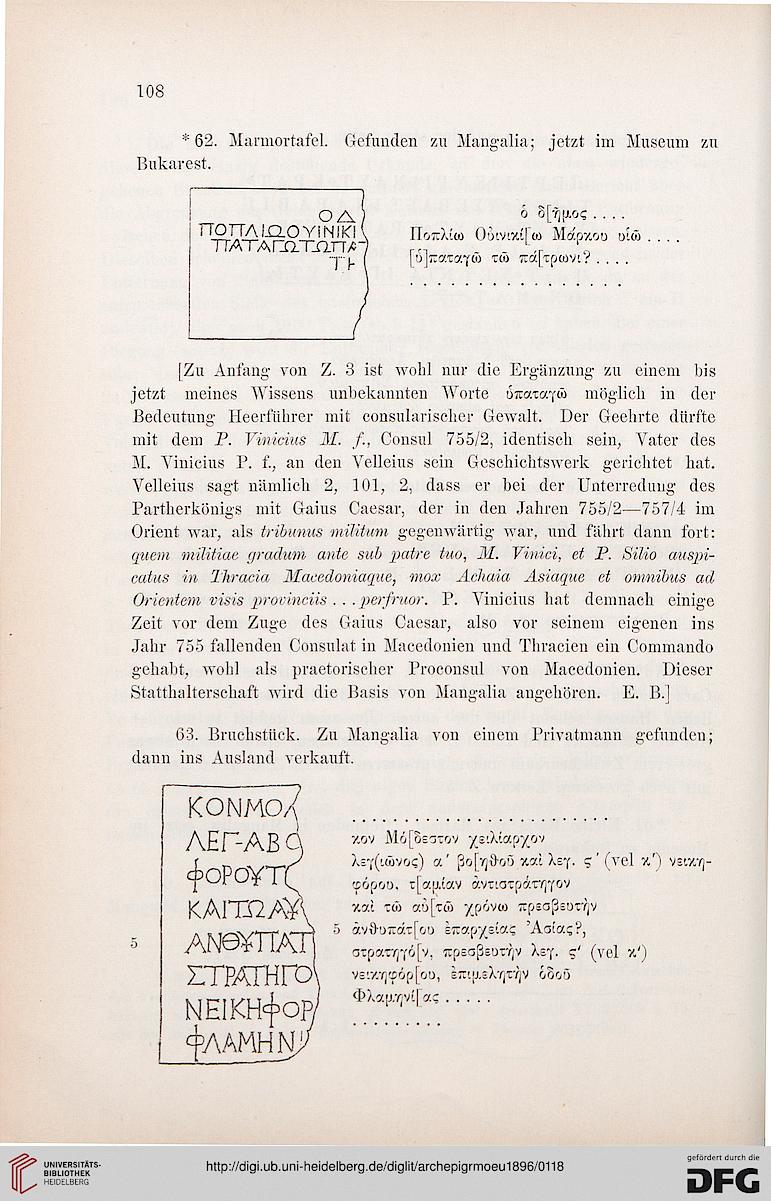 108
* 62. Marmortafel. Gefunden zu Mangalia; jetzt im Museum zu
Bukarest.
Ο Δ
ΠΟΠΛΙΩΟΥΙΝΙΚΙ
ΠΑΤΑΓΩΤΩΠΑ
ὁ δ[ῆμος . . . .
Ποπλίω Οὐινικί[ω Μάρκου υἱῶ . . . .
[ὑ]παταγῶ τῶ πά[τρωνι? . . . .
. . . . . . . . . . . . . . . .
[Zu Anfang von Z. 3 ist wohl nur die Ergänzung zu einem bis
jetzt meines Wissens unbekannten Worte ὑπαταγῶ möglich in der
Bedeutung Heerführer mit consularischer Gewalt. Der Geehrte dürfte
mit dem P. Vinicius M. f., Consul 755/2, identisch sein, Vater des
M. Vinicius P. f., an den Velleius sein Geschichtswerk gerichtet hat.
Velleius sagt nämlich 2, 101, 2, dass er bei der Unterredung des
Partherkönigs mit Gaius Caesar, der in den Jahren 755/2—757/4 im
Orient war, als tribunus militum gegenwärtig war, und fährt dann fort:
quem militiae gradum ante sub patre tuo, M. Vinici, et P. Silio auspi-
catus in Thracia Macedoniaque, mox Achaia Asiaque et omnibus ad
Orientem visis provinciis . . . perfruor. P. Vinicius hat demnach einige
Zeit vor dem Zuge des Gaius Caesar, also vor seinem eigenen ins
Jahr 755 fallenden Consulat in Macedonien und Thracien ein Commando
gehabt, wohl als praetorischer Proconsul von Macedonien. Dieser
Statthalterschaft wird die Basis von Mangalia angehören. E. B.]
63. Bruchstück. Zu Mangalia von einem Privatmann gefunden;
dann ins Ausland verkauft.
ΚΟΝΜΟΔ
ΛΕΓ·ΑΒΟ
ΦΟΡΟΥΤ
ΚΑΙΤΩΑΥ
5 ΑΝΘΥΠΑΤ
ΣΤΡΑΤΗΓΟ
ΝΕΙΚΗΦΟΡ
ΦΛΑΜΗΝ
. . . . . . . . . . . . . . . . . . . . . . . .
κον Μό[δεστον χειλίαρχον
λεγ(ιῶνος) α´ βο[ηθοῦ καὶ λεγ. ς´ (vel κ´) νεικη-
φόρου, τ[αμίαν ἀντιστράτηγον
καὶ τῶ αὐ[τῶ χρόνω πρεσβευτὴν
5 ἀνθυπάτ[ου ἐπαρχείας Ἀσίας?,
στρατηγό[ν, πρεσβευτὴν λεγ. ς´ (vel κ´)
νεικηφόρ[ου, ἐπιμελητὴν ὁδοῦ
Φλαμηνί[ας . . . . .
. . . . . . . . .
UNIVERSITÄTS-
BIBLIOTHEK
HEIDELBERG
http://digi.ub.uni-heidelberg.de/diglit/archepigrmoeu1896/0118
gefördert durch die
DFG